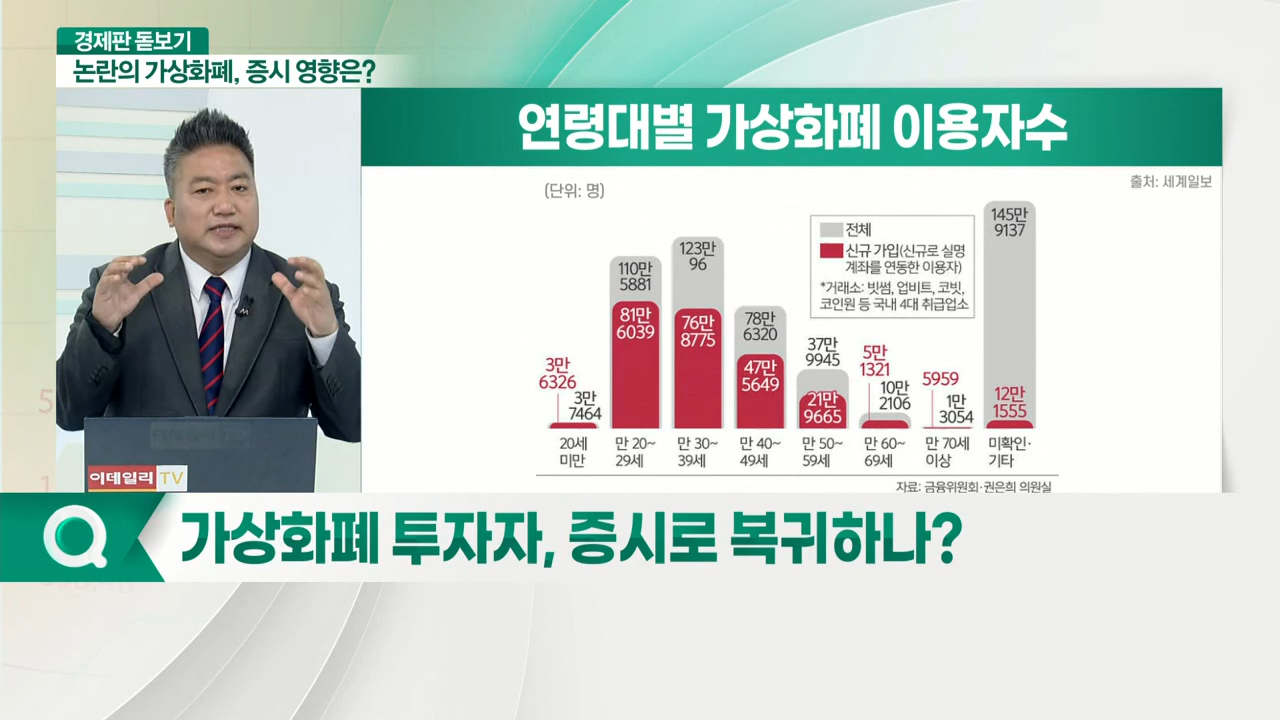 경제판 돋보기
논란의 가상화폐, 증시 영향은?
연령대별 가상화폐 이용자수
출처: 세계일보
(단위: 명)
전체
신규 가입(신규로 실명
계좌를 연동한 이용자)
*거래소: 빗썸, 업비트, 코빗,
코인원 등 국내 4대 취급업소
3만
6326
3만
7464
110만
5881
81만
6039
123만
96
76만
8775
78만
6320
47만
5649
37만
9945
21만
9665
5만
1321
10만
2106
5959
1만
3054
145만
9137
12만
1555
20세
미만
만 20~
29세
만 30~
39세
만 40~
49세
만 50~
59세
만 60~
69세
만 70세
이상
미확인·
기타
자료: 금융위원회·권은희 의원실
이데일리 TV
가상화폐 투자자, 증시로 복귀하나?